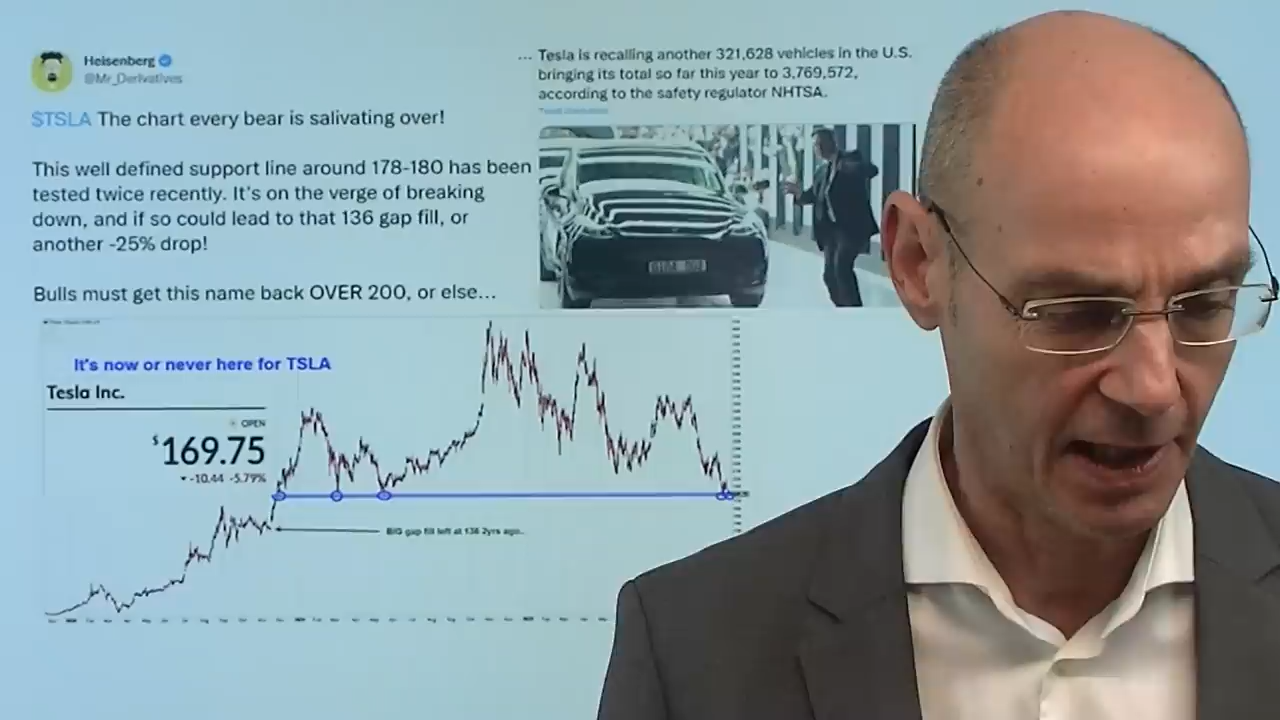 Heisenberg
@Mr_Derivatives
$TSLA The chart every bear is salivating over!
This well defined support line around 178-180 has been
tested twice recently. It's on the verge of breaking
down, and if so could lead to that 136 gap fill, or
another -25% drop!
Bulls must get this name back OVER 200, or else...
... Tesla is recalling another 321,628 vehicles in the U.S.
bringing its total so far this year to 3,769,572,
according to the safety regulator NHTSA.
It's now or never here for TSLA
Tesla Inc.
OPEN
$169.75
-10.44 -5.79%
BIG gap fill left at 136 2yrs ago..